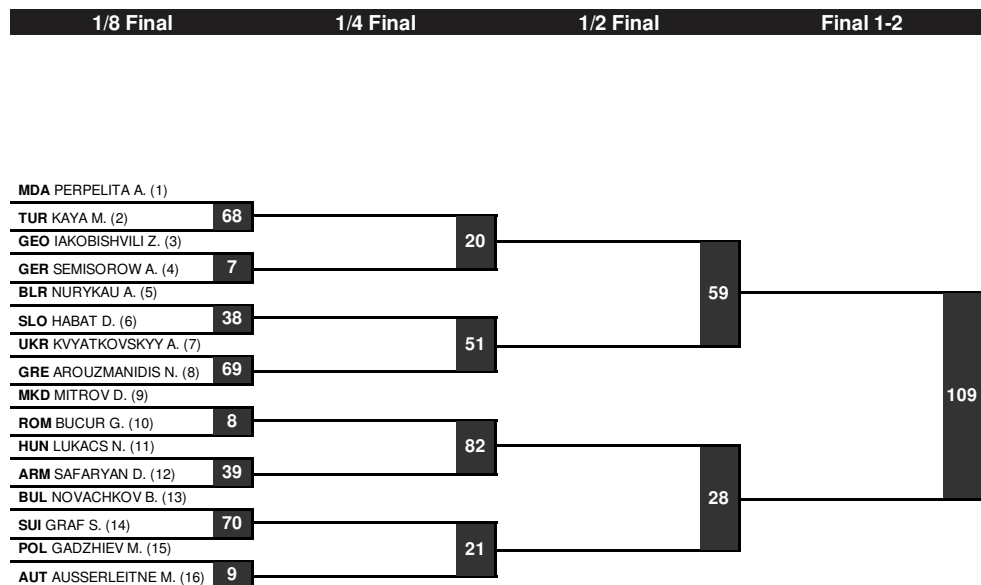 1/8 Final 1/4 Final 1/2 Final Final 1-2
MDA PERPELITA A. (1)
TUR KAYA M. (2) 68
GEO IAKOBISHVILI Z. (3) 20
GER SEMISOROW A. (4) 7
BLR NURYKAU A. (5) 59
SLO HABAT D. (6) 38
UKR KVYATKOVSKYY A. (7) 51
GRE AROUZMANIDIS N. (8) 69
MKD MITROV D. (9) 109
ROM BUCUR G. (10) 8
HUN LUKACS N. (11) 82
ARM SAFARYAN D. (12) 39
BUL NOVACHKOV B. (13) 28
SUI GRAF S. (14) 70
POL GADZHIEV M. (15) 21
AUT AUSSERLEITNE M. (16) 9